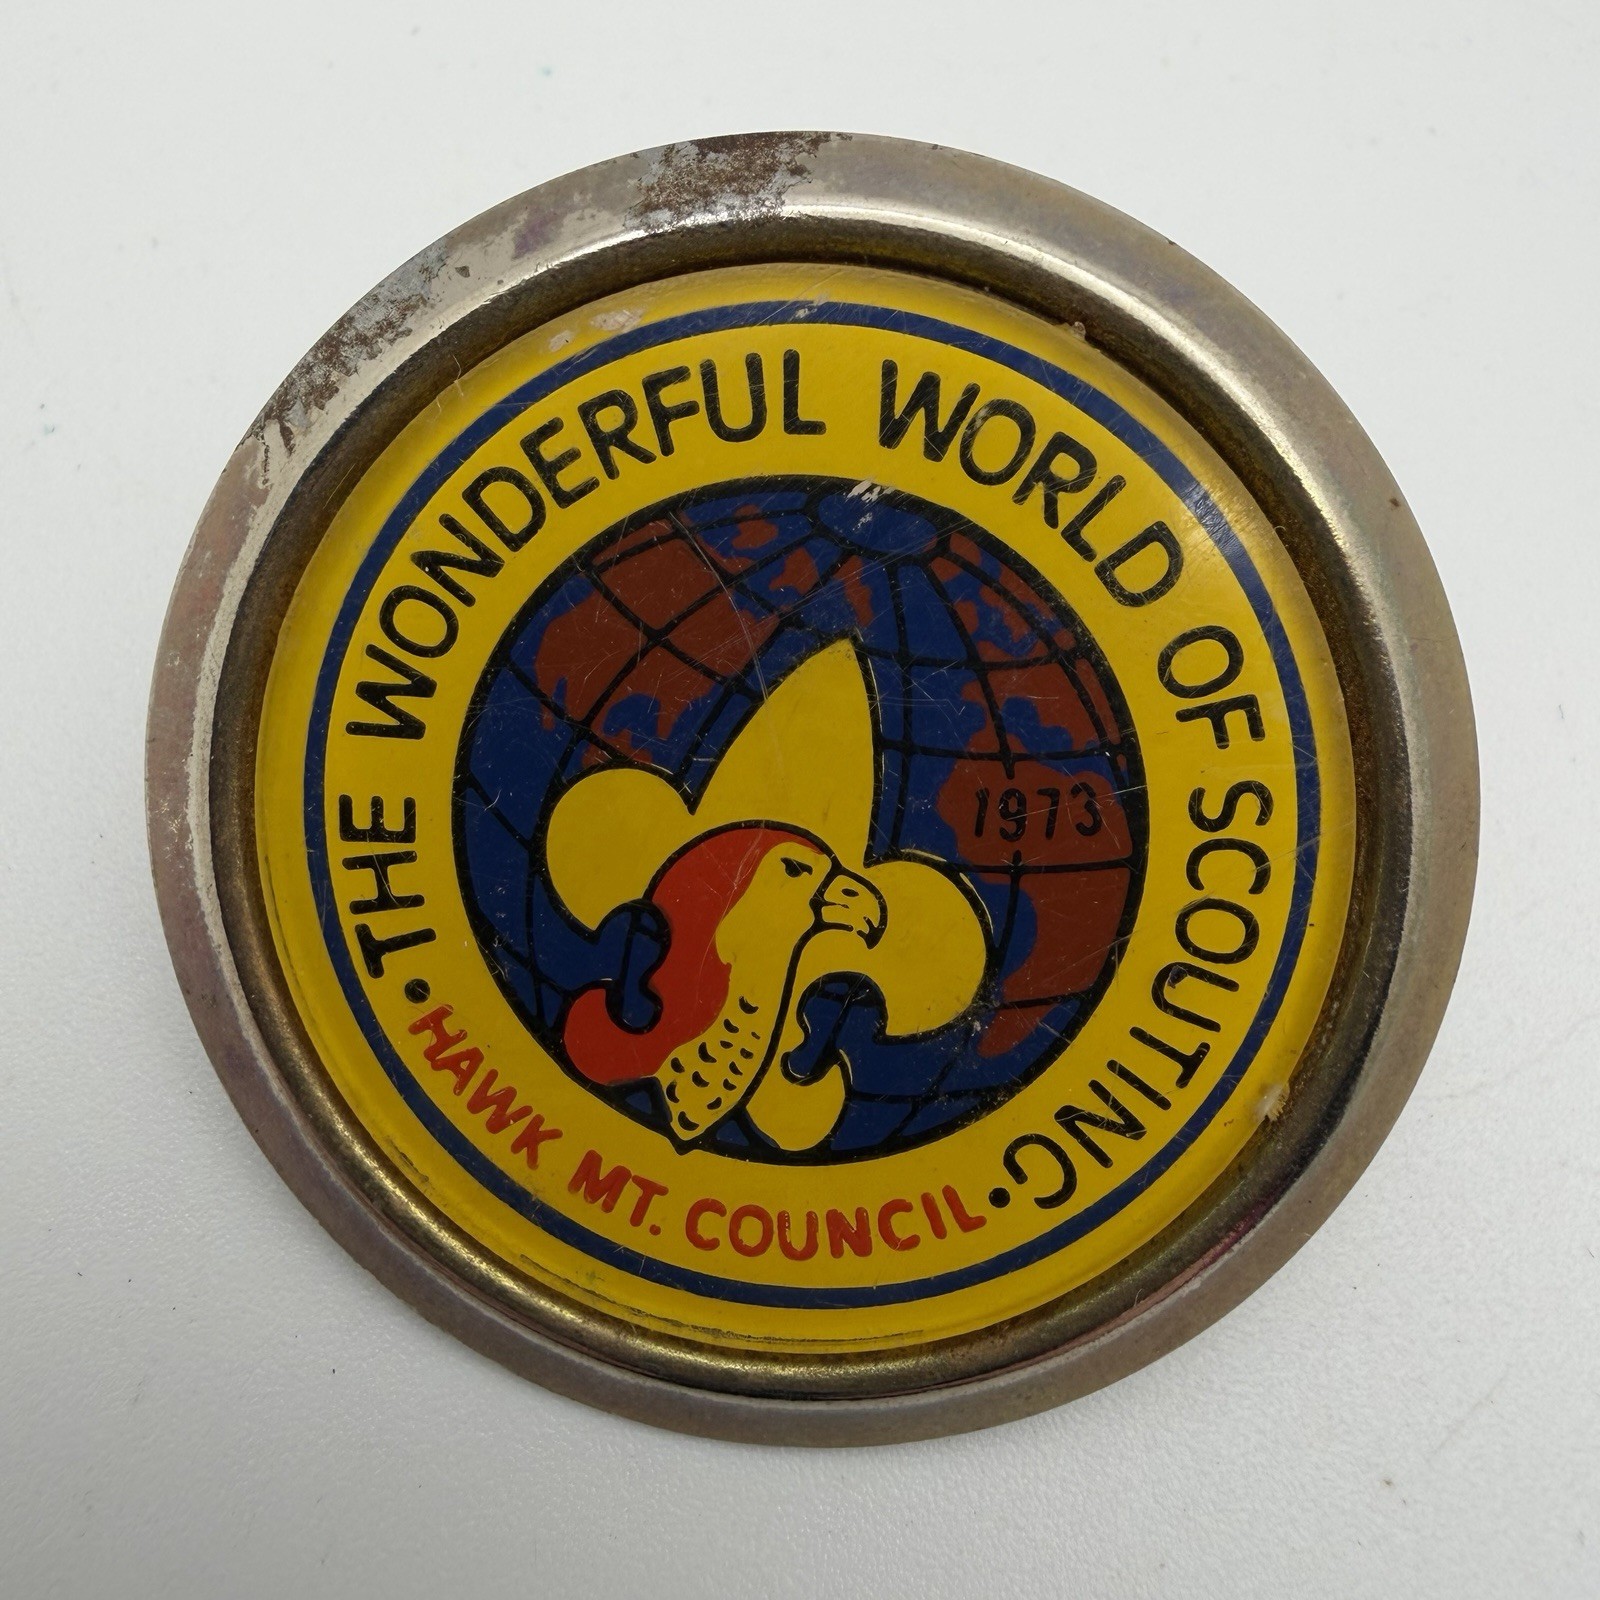 THE WONDERFUL WORLD OF SCOUTING
1973
HAWK MT. COUNCIL